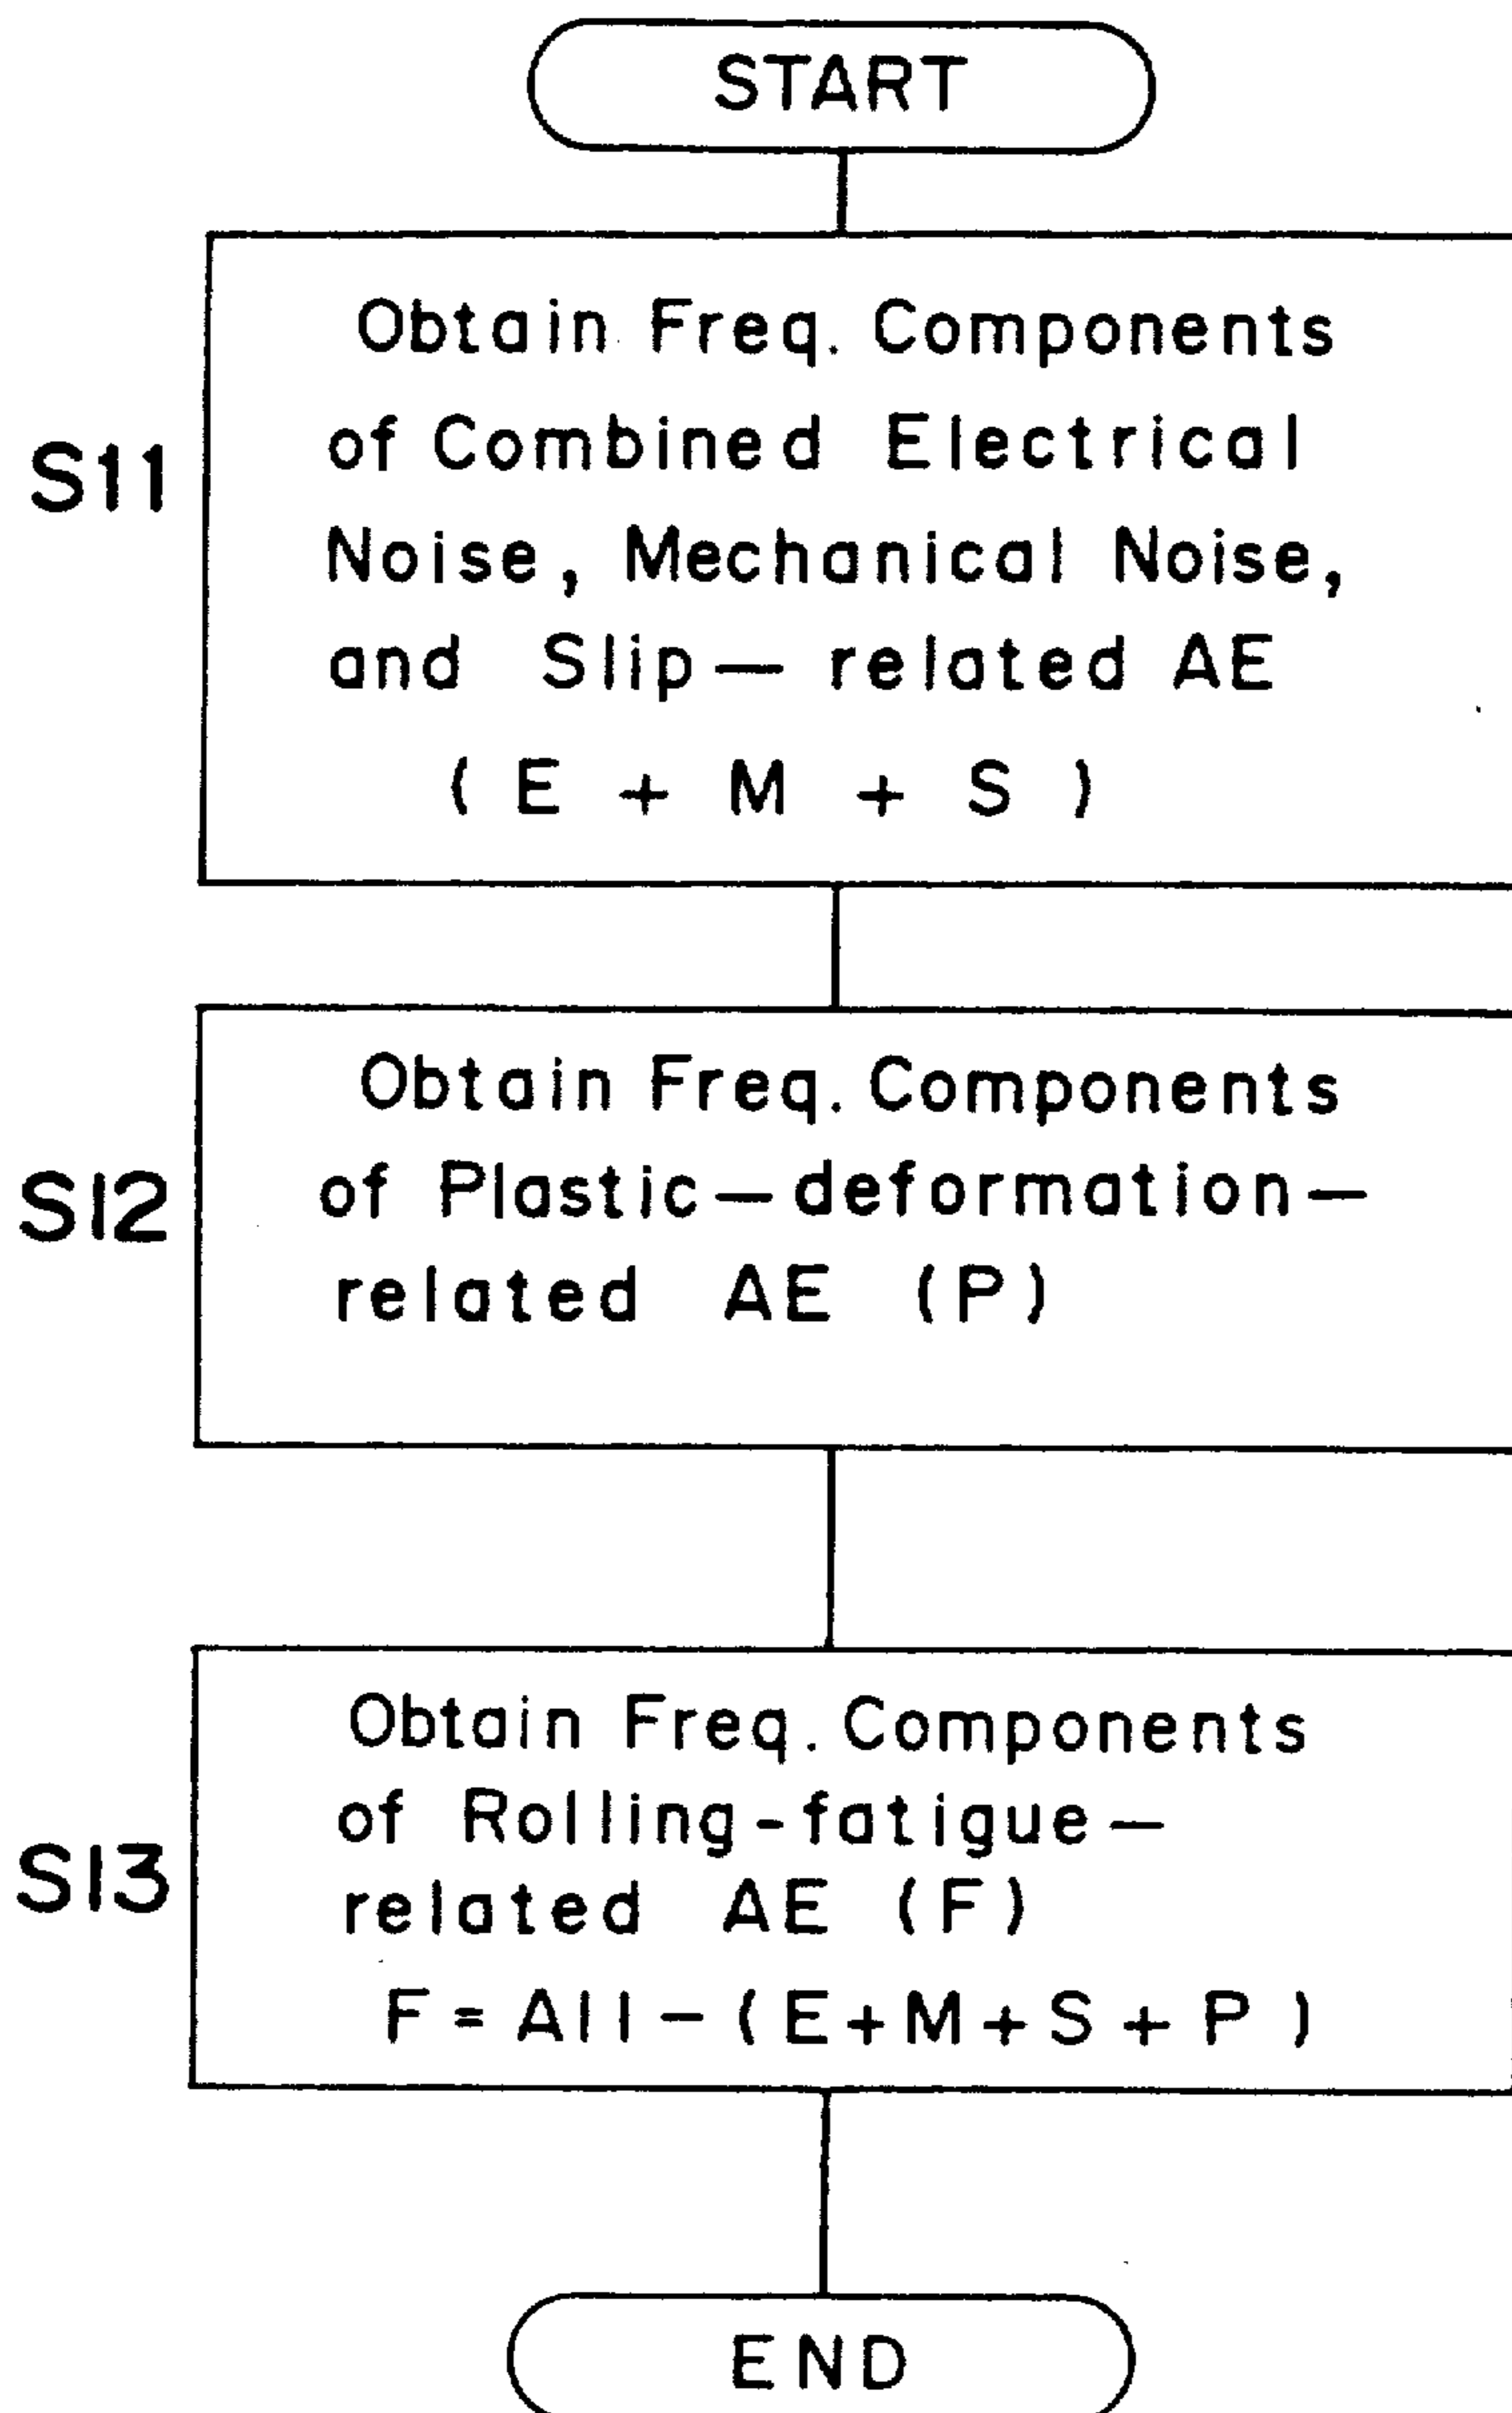 START
S11
Obtain Freq. Components
of Combined Electrical
Noise, Mechanical Noise,
and Slip— related AE
( E + M + S )
S12
Obtain Freq. Components
of Plastic—deformation—
related AE (P)
S13
Obtain Freq. Components
of Rolling-fatigue—
related AE (F)
F = All - ( E + M + S + P )
END